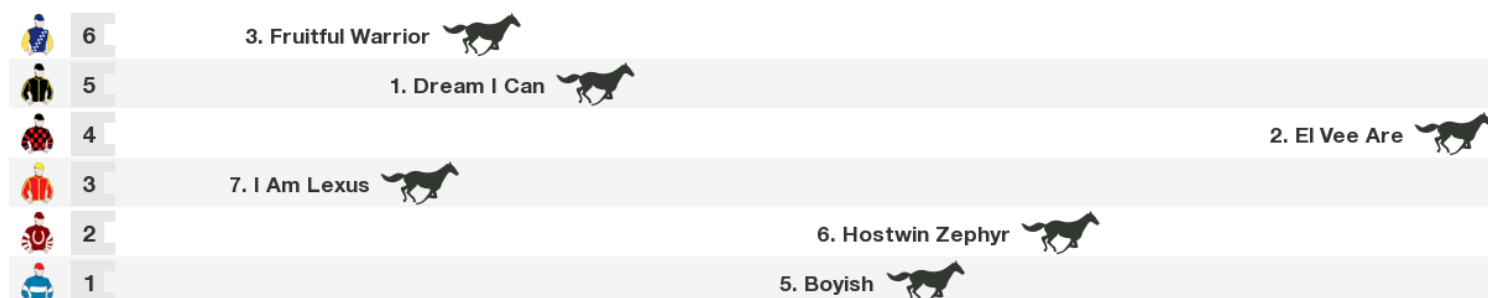 6 3. Fruitful Warrior
5 1. Dream I Can
4 2. El Vee Are
3 7. I Am Lexus
2 6. Hostwin Zephyr
1 5. Boyish